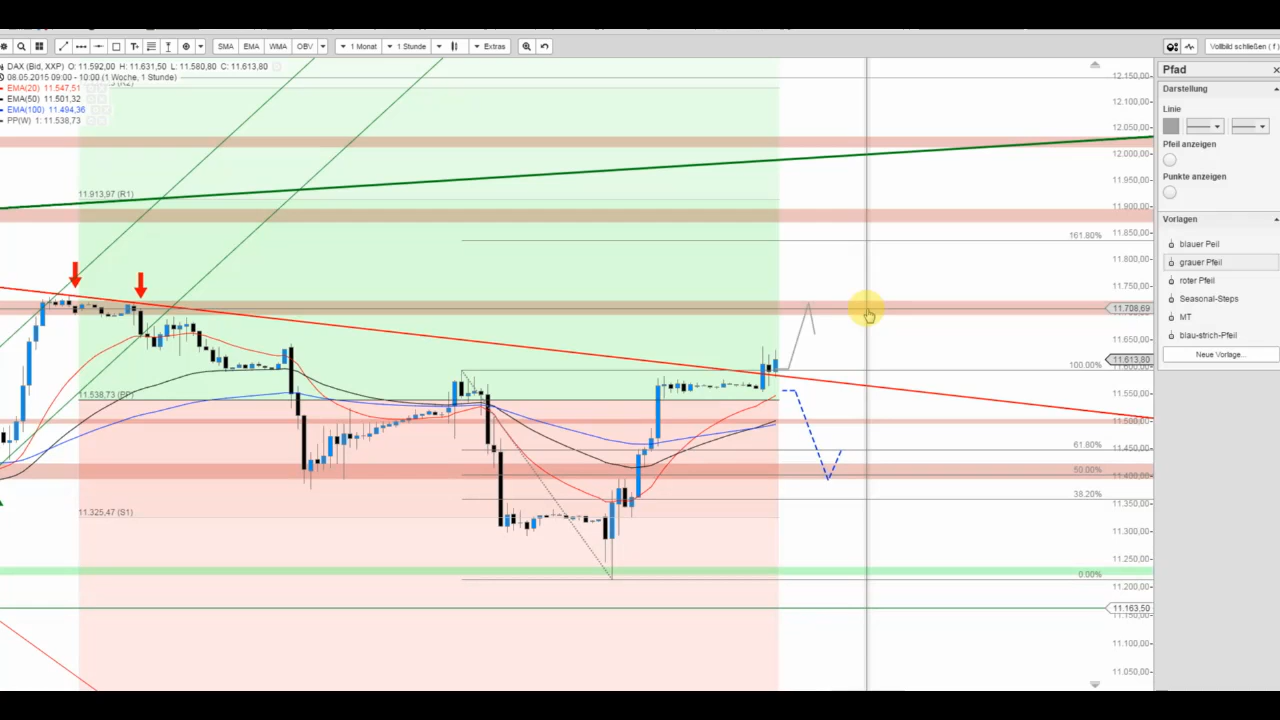 SMA EMA WMA OBV 1 Monat 1 Stunde Extras Vollbild schließen ( f )
DAX (Bid, XXP) O: 11.592,00 H: 11.631,50 L: 11.580,80 C: 11.613,80
08.05.2015 09:00 - 10:00 (1 Woche, 1 Stunde)
EMA(20) 11.547,51
EMA(50) 11.501,32
EMA(100) 11.494,36
PP(W) 1: 11.538,73
11.913,97 (R1)
11.538,73 (PP)
11.325,47 (S1)
161.80%
100.00%
61.80%
50.00%
38.20%
0.00%
12.150,00
12.100,00
12.050,00
12.000,00
11.950,00
11.900,00
11.850,00
11.800,00
11.750,00
11.708,69
11.650,00
11.613,80
11.550,00
11.500,00
11.450,00
11.400,00
11.350,00
11.300,00
11.250,00
11.200,00
11.163,50
11.100,00
11.050,00
Pfad
Darstellung
Linie
Pfeil anzeigen
Punkte anzeigen
Vorlagen
blauer Peil
grauer Pfeil
roter Pfeil
Seasonal-Steps
MT
blau-strich-Pfeil
Neue Vorlage...